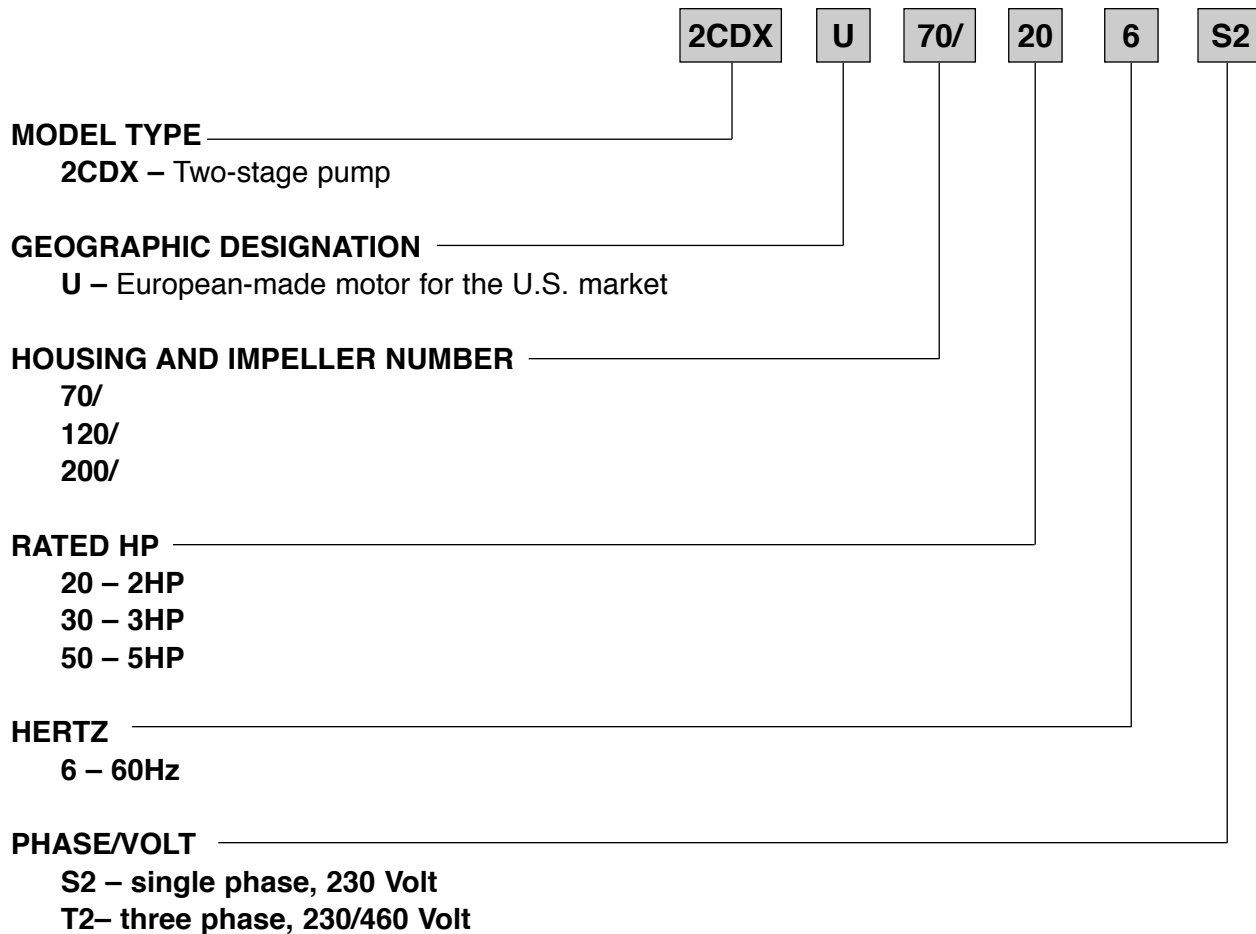 2CDX U 70/ 20 6 S2
MODEL TYPE
2CDX – Two-stage pump
GEOGRAPHIC DESIGNATION
U – European-made motor for the U.S. market
HOUSING AND IMPELLER NUMBER
70/
120/
200/
RATED HP
20 – 2HP
30 – 3HP
50 – 5HP
HERTZ
6 – 60Hz
PHASE/VOLT
S2 – single phase, 230 Volt
T2– three phase, 230/460 Volt